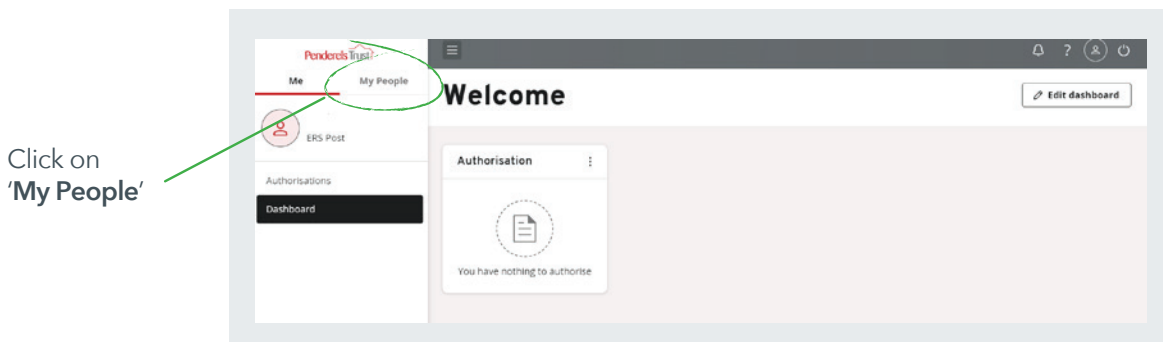 Penderels Trust
Me My People
Welcome
? 
Edit dashboard
ERS Post
Click on
'My People'
Authorisations
Dashboard
Authorisation
You have nothing to authorise